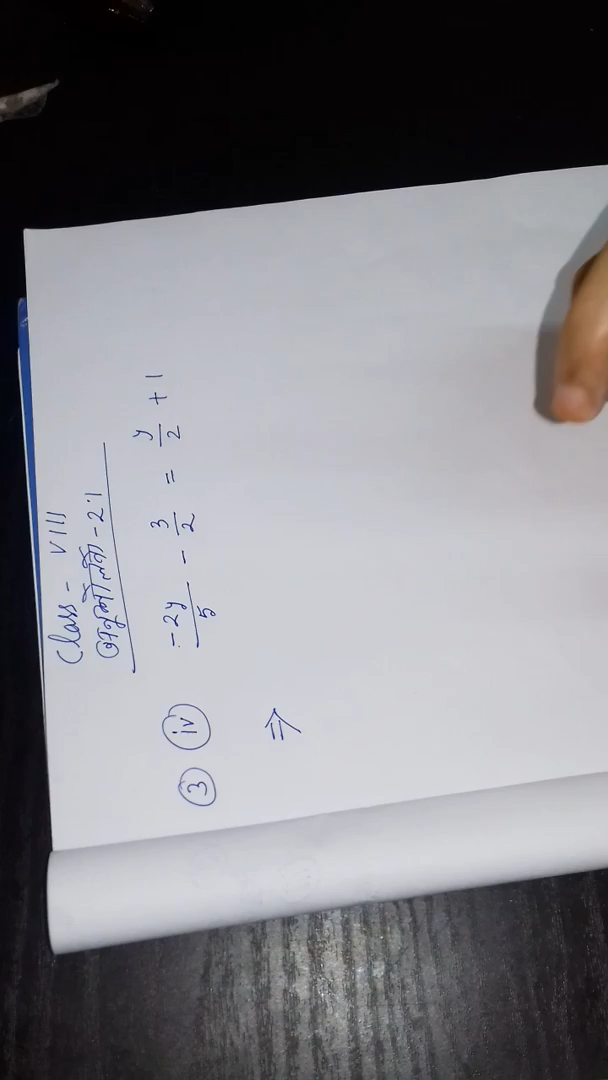 Class - VIII
अनुशीलनी - 2.1
③ (iv) -2y/5 - 3/2 = y/2 + 1
⇒